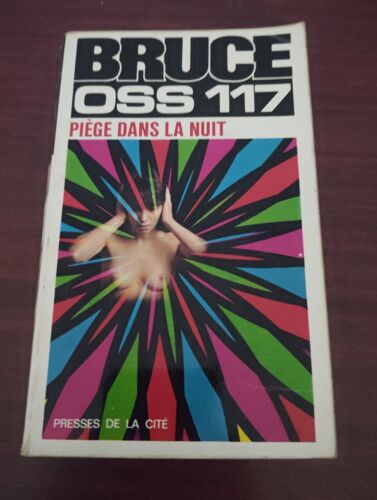 BRUCE
OSS 117
PIÈGE DANS LA NUIT
PRESSES DE LA CITÉ